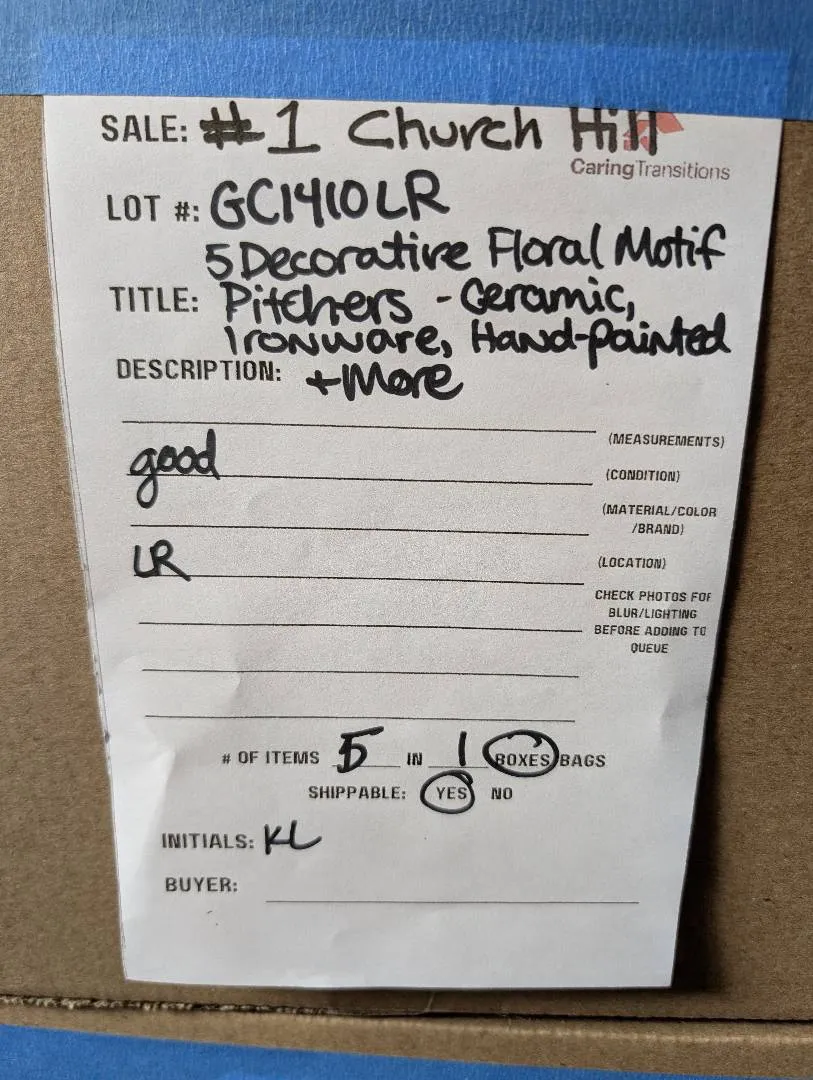 SALE: #1 Church Hill
CaringTransitions
LOT #: GC1410LR
5 Decorative Floral Motif
TITLE: Pitchers - Ceramic,
Ironware, Hand-painted
DESCRIPTION: + More
(MEASUREMENTS)
good (CONDITION)
(MATERIAL/COLOR
/BRAND)
LR (LOCATION)
CHECK PHOTOS FOR
BLUR/LIGHTING
BEFORE ADDING TO
QUEUE
# OF ITEMS 5 IN 1 BOXES BAGS
SHIPPABLE: YES NO
INITIALS: KL
BUYER: